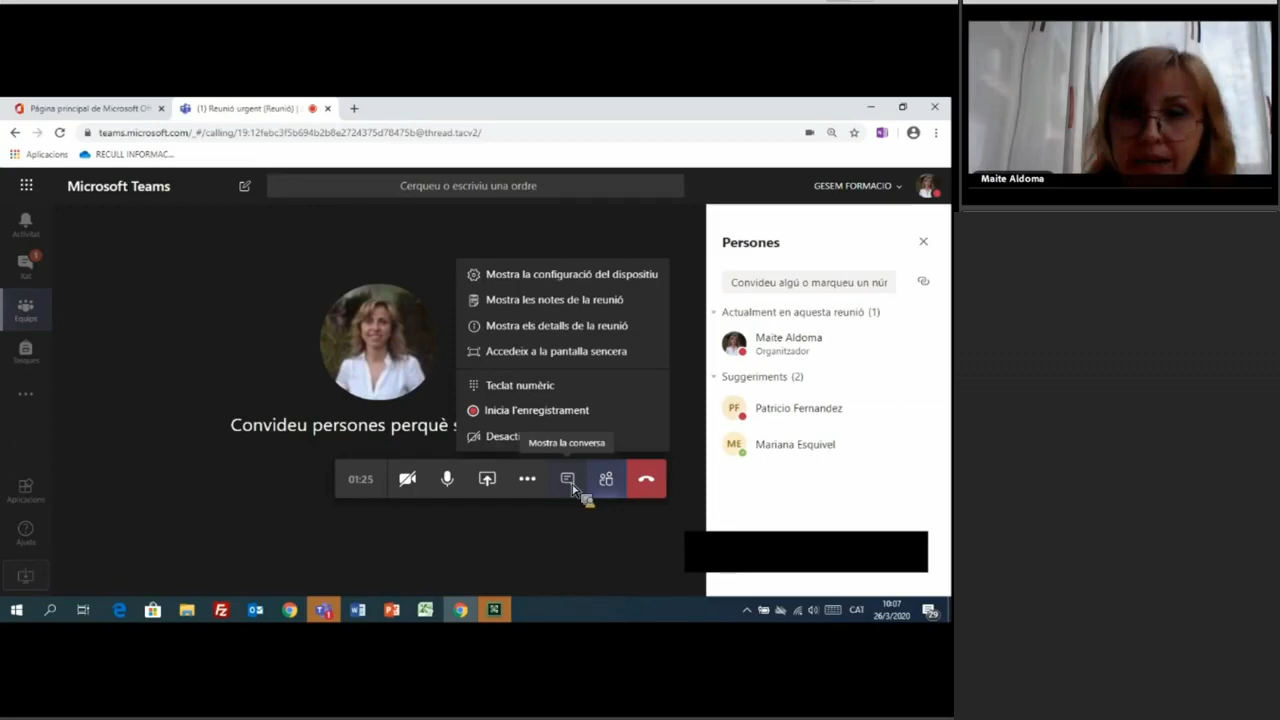 Página principal de Microsoft Of
(1) Reunió urgent (Reunió) |
teams.microsoft.com/_#/calling/19:12febc3f5b694b2b8e2724375d78475b@thread.tacv2/
Aplicacions
RECULL INFORMAC...
Microsoft Teams
Cerqueu o escriviu una ordre
GESEM FORMACIO
Activitat
Xat
1
Equips
Tasques
Aplicacions
Ajuda
Mostra la configuració del dispositiu
Mostra les notes de la reunió
Mostra els detalls de la reunió
Accedeix a la pantalla sencera
Teclat numèric
Inicia l'enregistrament
Desacti
Mostra la conversa
Convideu persones perquè s
01:25
Persones
Convideu algú o marqueu un núr
Actualment en aquesta reunió (1)
Maite Aldoma
Organitzador
Suggeriments (2)
PF
Patricio Fernandez
ME
Mariana Esquivel
CAT
10:07
26/3/2020
29
Maite Aldoma